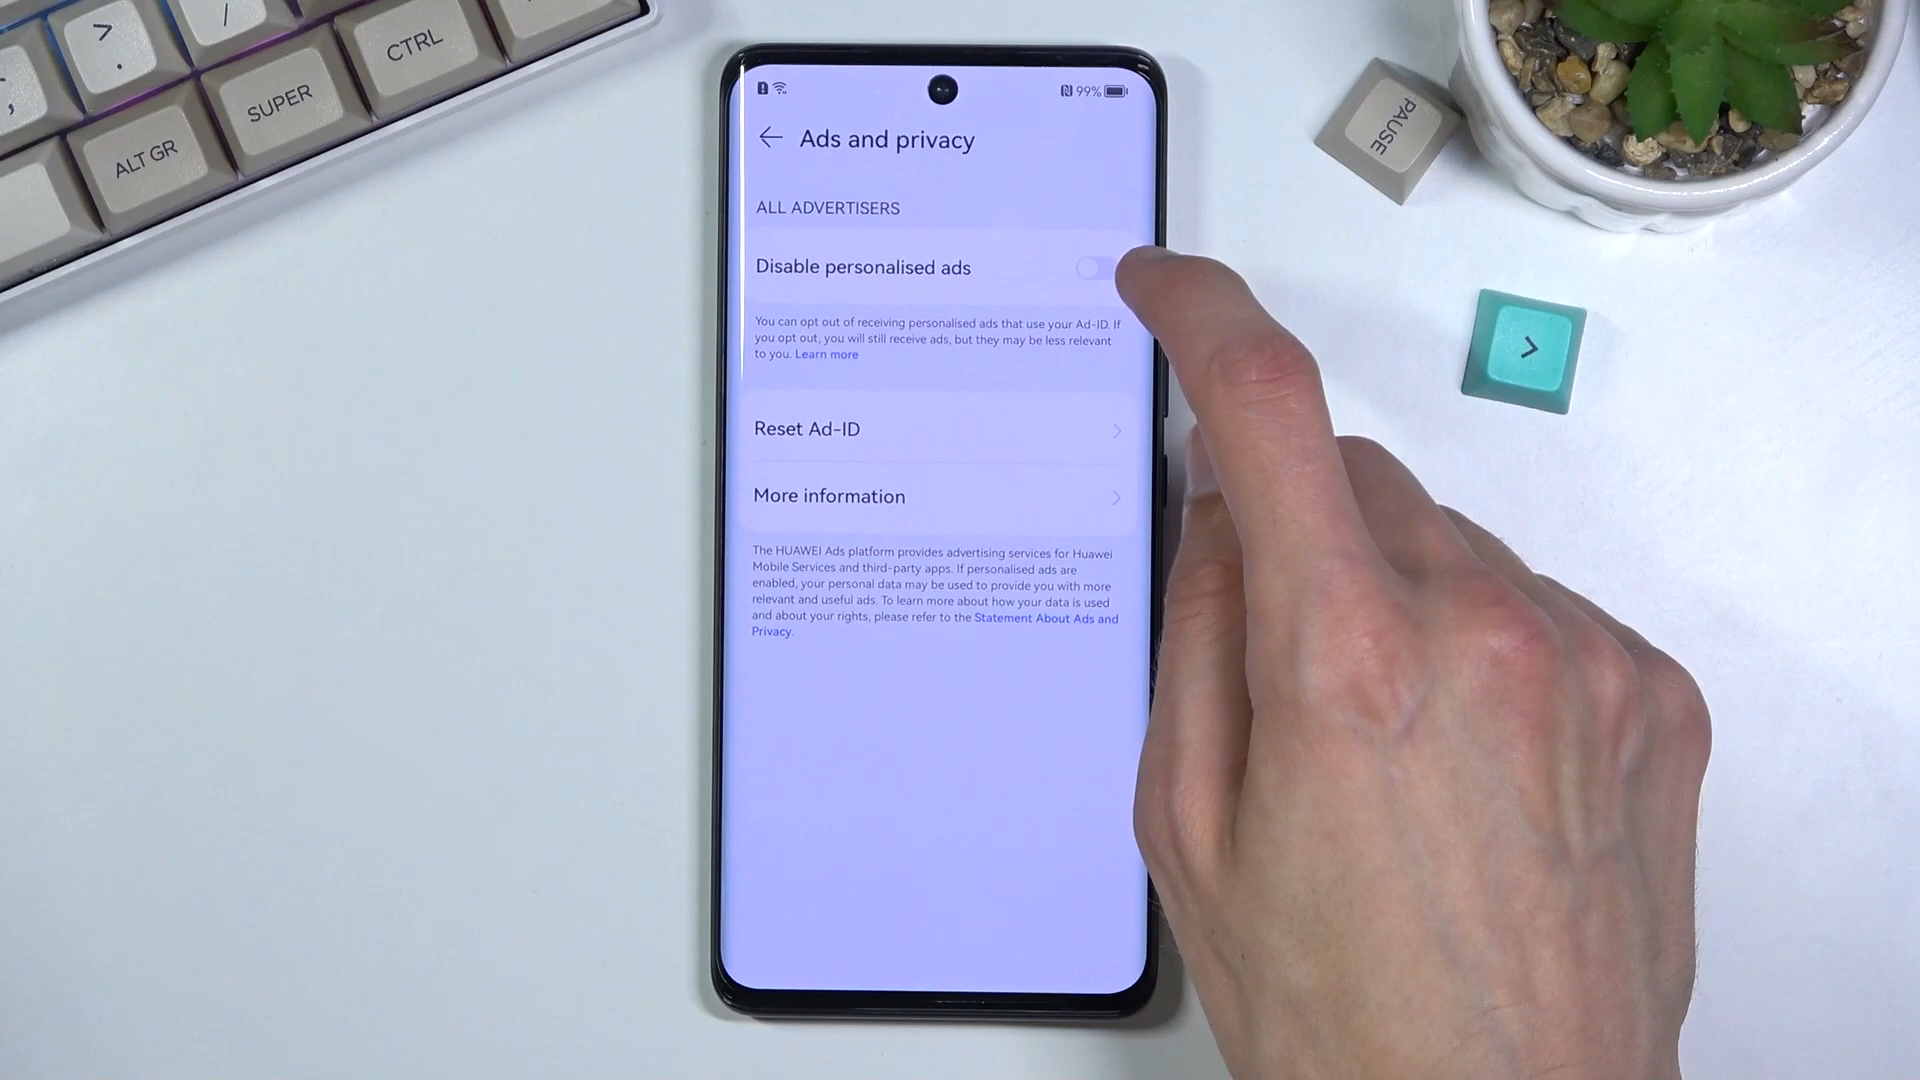 >
.
/
;
ALT GR
SUPER
CTRL
PAUSE
>
99%
Ads and privacy
ALL ADVERTISERS
Disable personalised ads
You can opt out of receiving personalised ads that use your Ad-ID. If
you opt out, you will still receive ads, but they may be less relevant
to you. Learn more
Reset Ad-ID
More information
The HUAWEI Ads platform provides advertising services for Huawei
Mobile Services and third-party apps. If personalised ads are
enabled, your personal data may be used to provide you with more
relevant and useful ads. To learn more about how your data is used
and about your rights, please refer to the Statement About Ads and
Privacy.